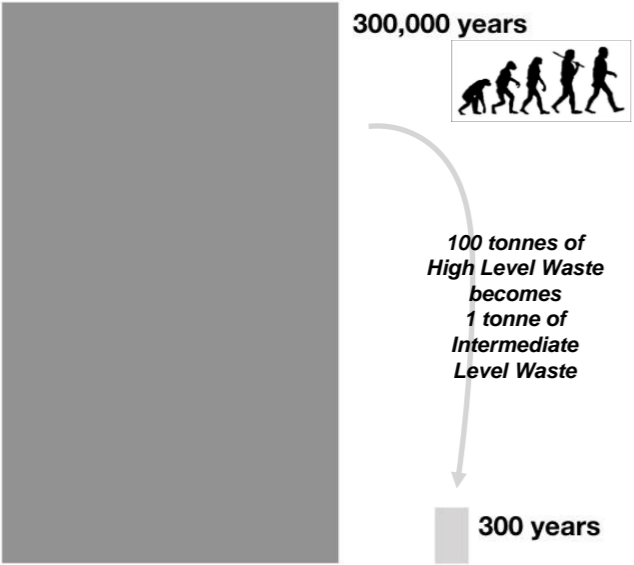 300,000 years
100 tonnes of
High Level Waste
becomes
1 tonne of
Intermediate
Level Waste
300 years